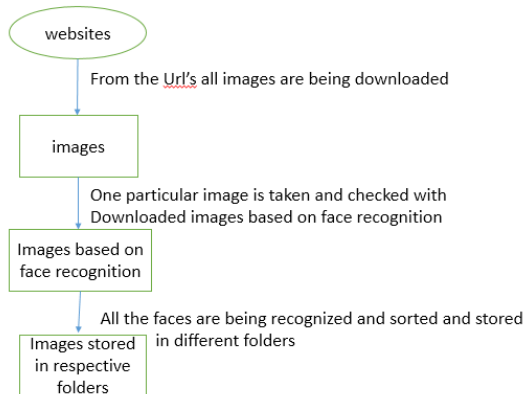 websites
From the Url's all images are being downloaded
images
One particular image is taken and checked with
Downloaded images based on face recognition
Images based on
face recognition
All the faces are being recognized and sorted and stored
in different folders
Images stored
in respective
folders